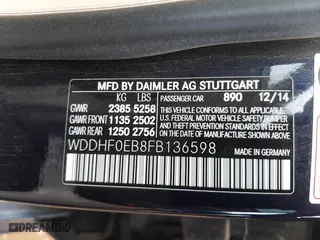 MFD BY DAIMLER AG STUTTGART
KG LBS 890 12/14
GVWR 2385 5258
GAWR FRONT 1135 2502
GAWR REAR 1250 2756
THIS VEHICLE CONFORMS TO ALL APPLICABLE
FEDERAL MOTOR VEHICLE SAFETY, BUMPER,
AND THEFT PREVENTION STANDARDS IN EFFECT
ON THE DATE OF MANUFACTURE SHOWN ABOVE.
WDDHF0EB8FB136598
PASSENGER CAR
MADE IN GERMANY
DREAMBID